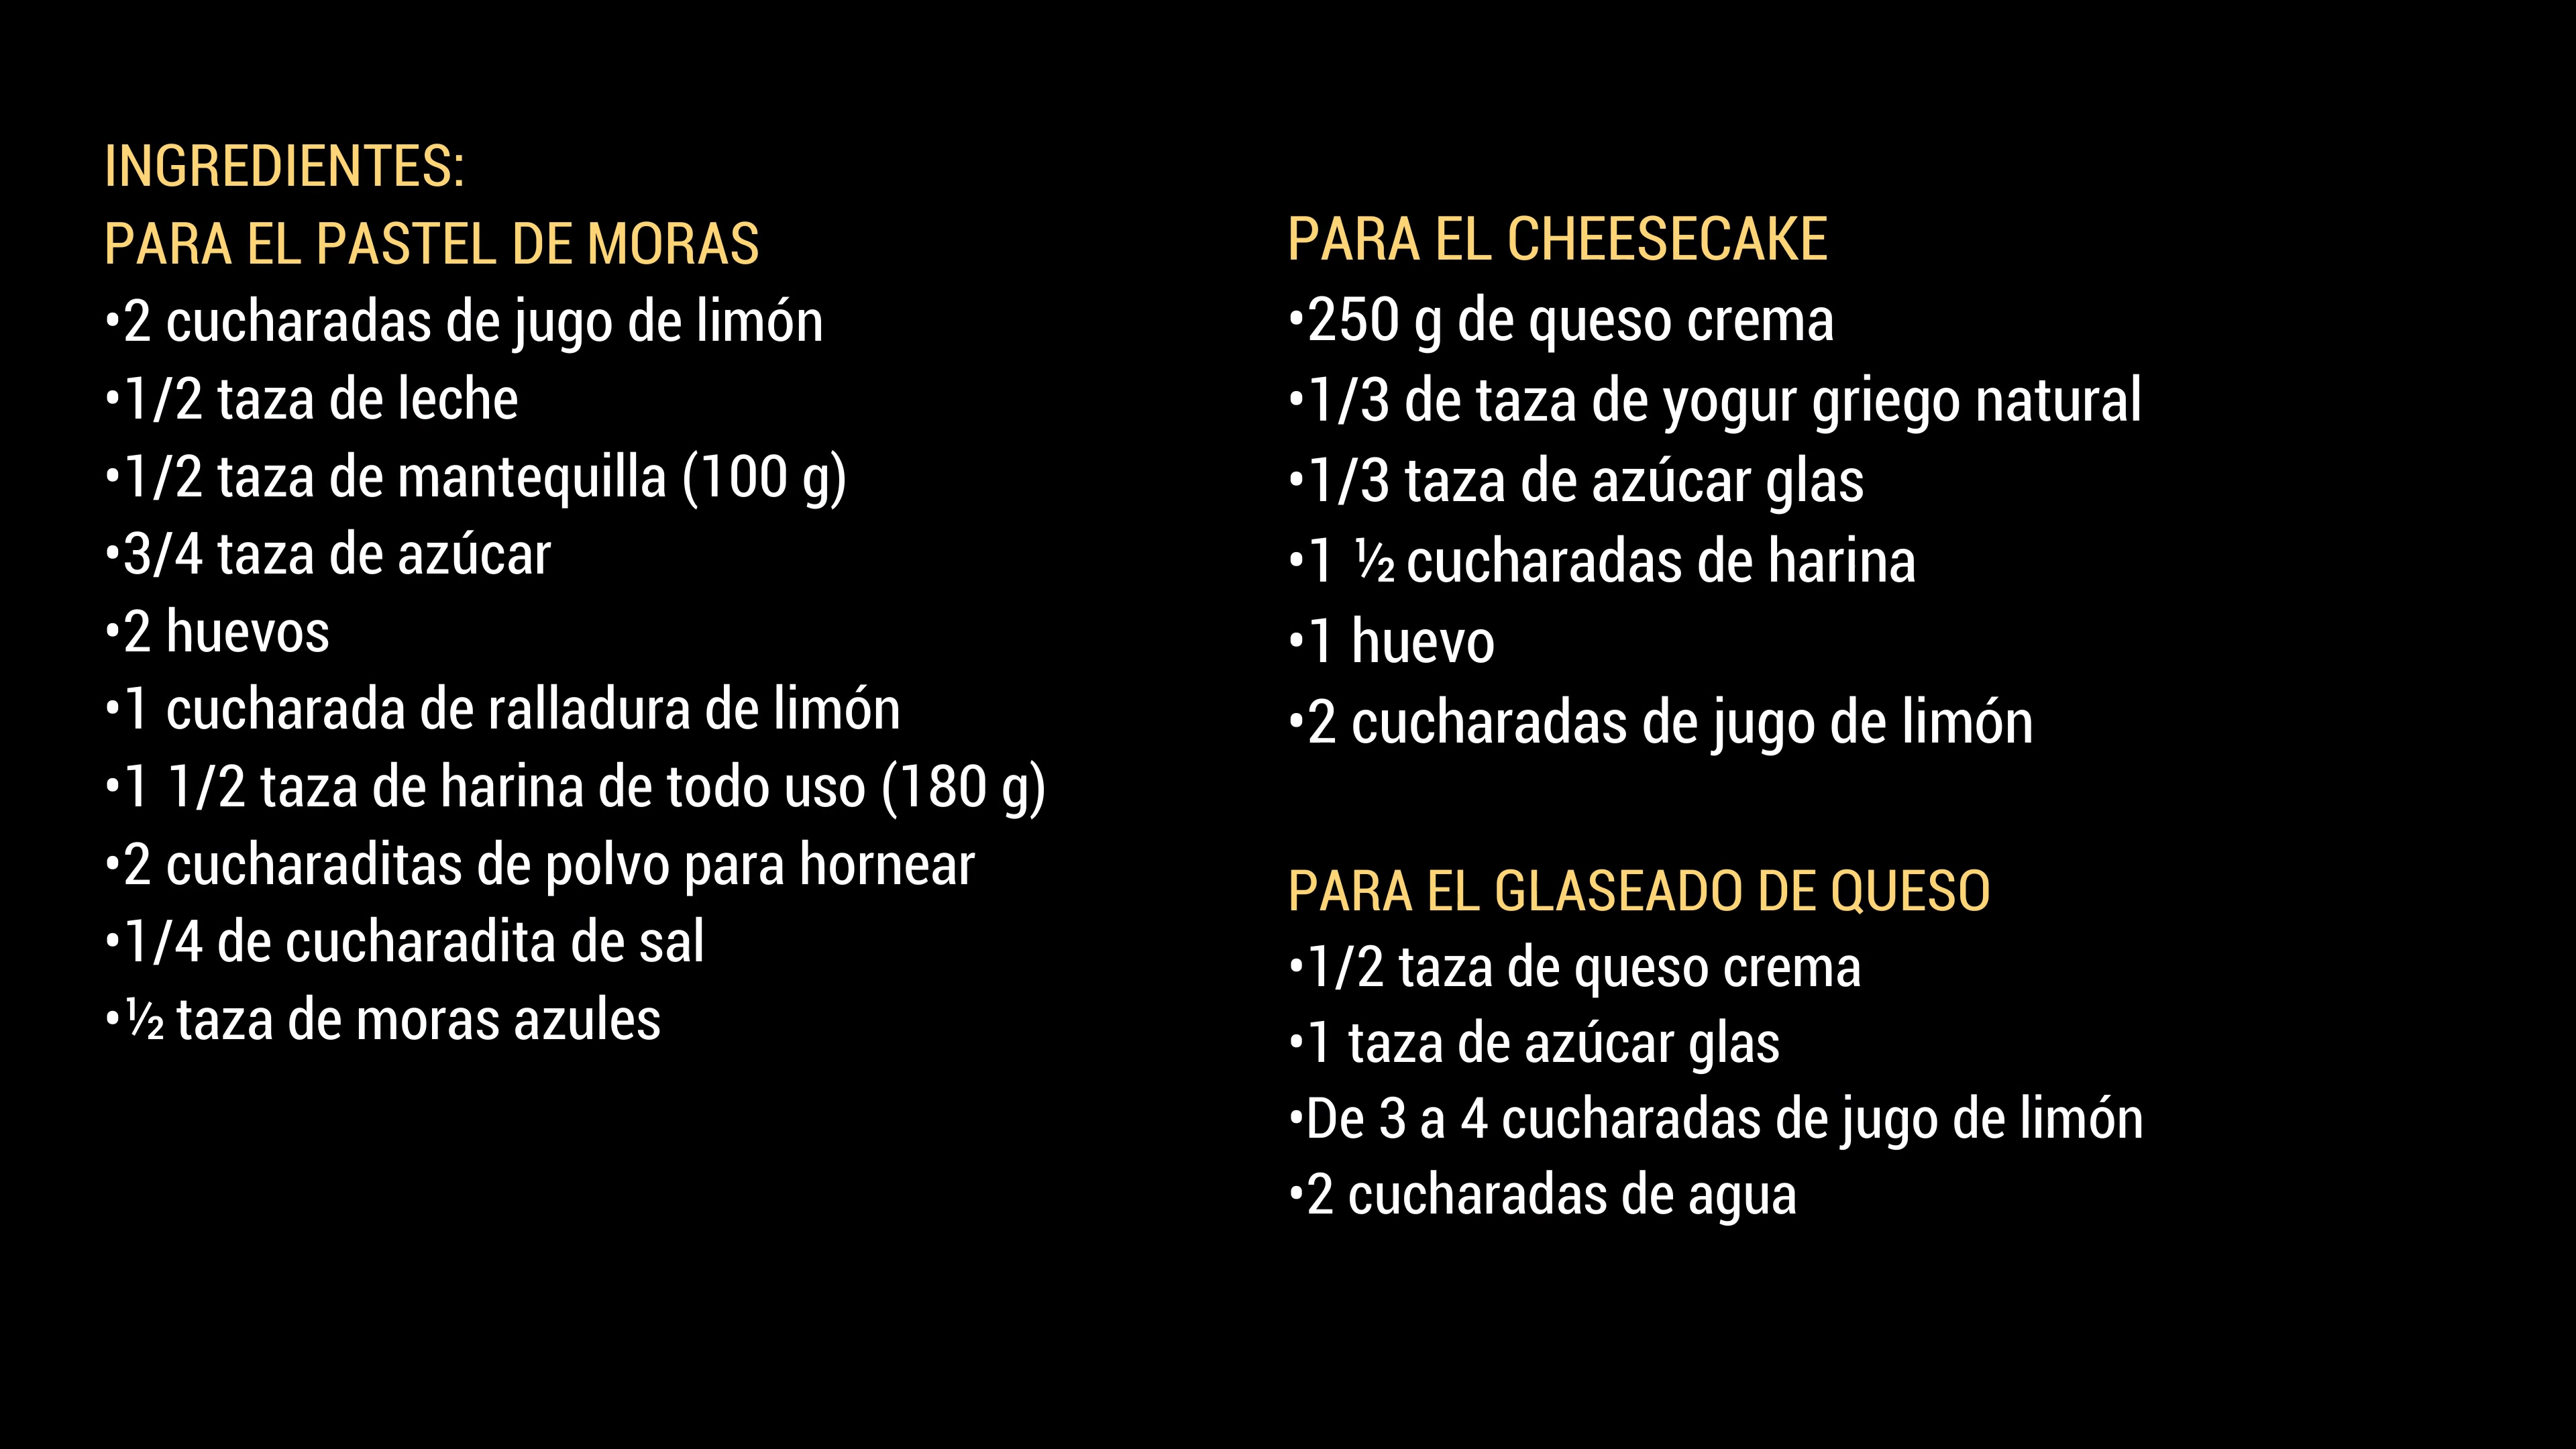 INGREDIENTES:
PARA EL PASTEL DE MORAS
•2 cucharadas de jugo de limón
•1/2 taza de leche
•1/2 taza de mantequilla (100 g)
•3/4 taza de azúcar
•2 huevos
•1 cucharada de ralladura de limón
•1 1/2 taza de harina de todo uso (180 g)
•2 cucharaditas de polvo para hornear
•1/4 de cucharadita de sal
•½ taza de moras azules
PARA EL CHEESECAKE
•250 g de queso crema
•1/3 de taza de yogur griego natural
•1/3 taza de azúcar glas
•1 ½ cucharadas de harina
•1 huevo
•2 cucharadas de jugo de limón
PARA EL GLASEADO DE QUESO
•1/2 taza de queso crema
•1 taza de azúcar glas
•De 3 a 4 cucharadas de jugo de limón
•2 cucharadas de agua